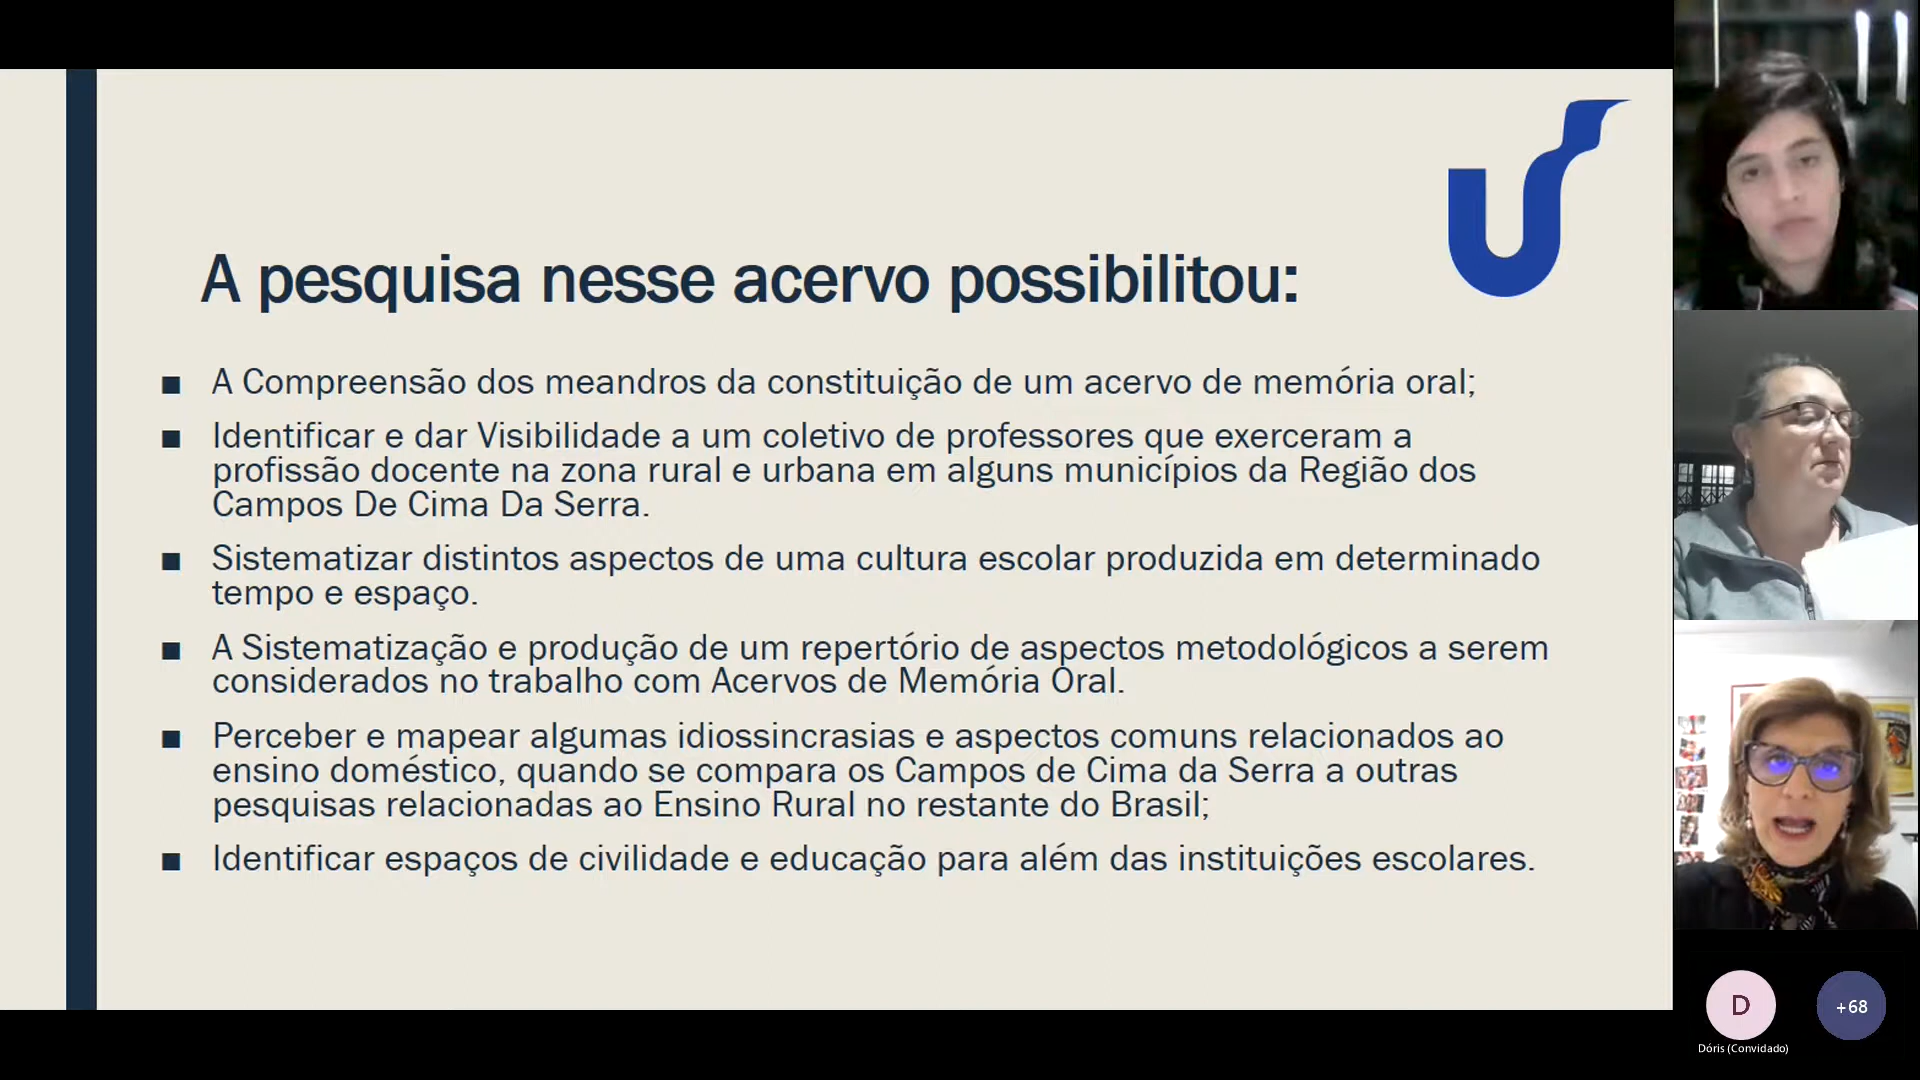 A pesquisa nesse acervo possibilitou:
■ A Compreensão dos meandros da constituição de um acervo de memória oral;
■ Identificar e dar Visibilidade a um coletivo de professores que exerceram a
profissão docente na zona rural e urbana em alguns municípios da Região dos
Campos De Cima Da Serra.
■ Sistematizar distintos aspectos de uma cultura escolar produzida em determinado
tempo e espaço.
■ A Sistematização e produção de um repertório de aspectos metodológicos a serem
considerados no trabalho com Acervos de Memória Oral.
■ Perceber e mapear algumas idiossincrasias e aspectos comuns relacionados ao
ensino doméstico, quando se compara os Campos de Cima da Serra a outras
pesquisas relacionadas ao Ensino Rural no restante do Brasil;
■ Identificar espaços de civilidade e educação para além das instituições escolares.
D
+68
Dóris (Convidado)